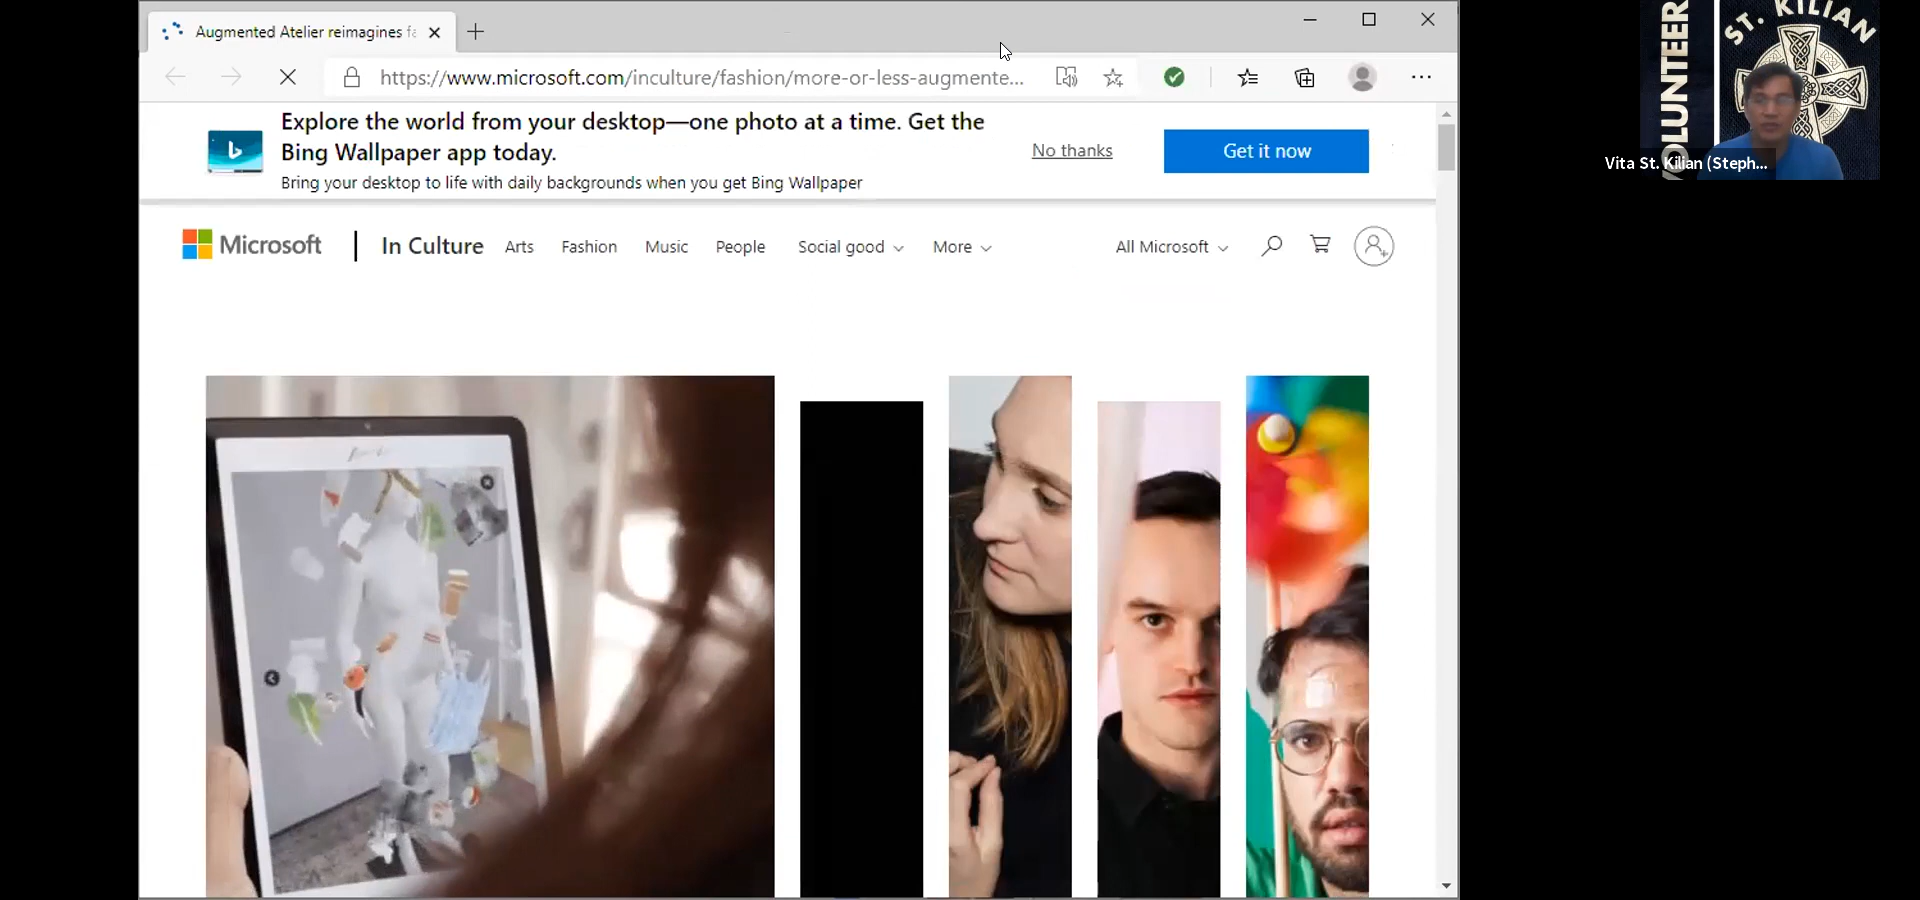 Augmented Atelier reimagines fa
https://www.microsoft.com/inculture/fashion/more-or-less-augmente...
Explore the world from your desktop—one photo at a time. Get the
Bing Wallpaper app today.
Bring your desktop to life with daily backgrounds when you get Bing Wallpaper
No thanks
Get it now
Microsoft
In Culture
Arts
Fashion
Music
People
Social good
More
All Microsoft
VOLUNTEER
ST. KILIAN
Vita St. Kilian (Steph...